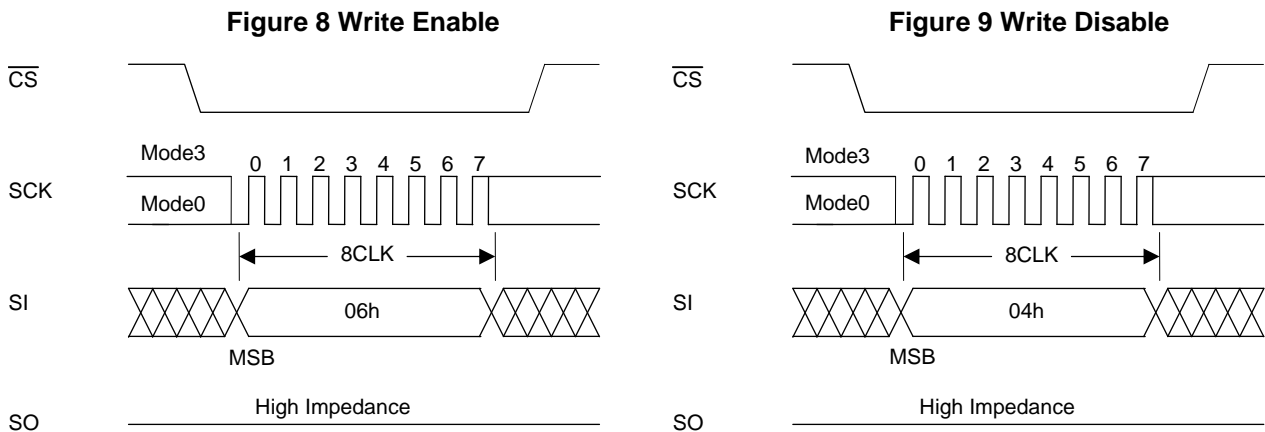 Figure 8 Write Enable
CS
Mode3
0 1 2 3 4 5 6 7
SCK
Mode0
8CLK
SI
06h
MSB
High Impedance
SO
Figure 9 Write Disable
CS
Mode3
0 1 2 3 4 5 6 7
SCK
Mode0
8CLK
SI
04h
MSB
High Impedance
SO